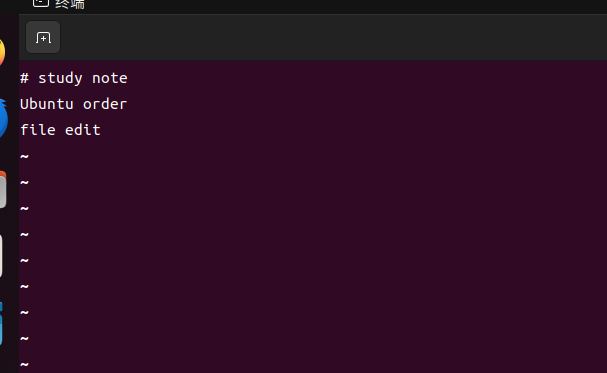 终端
# study note
Ubuntu order
file edit
~
~
~
~
~
~
~
~
~